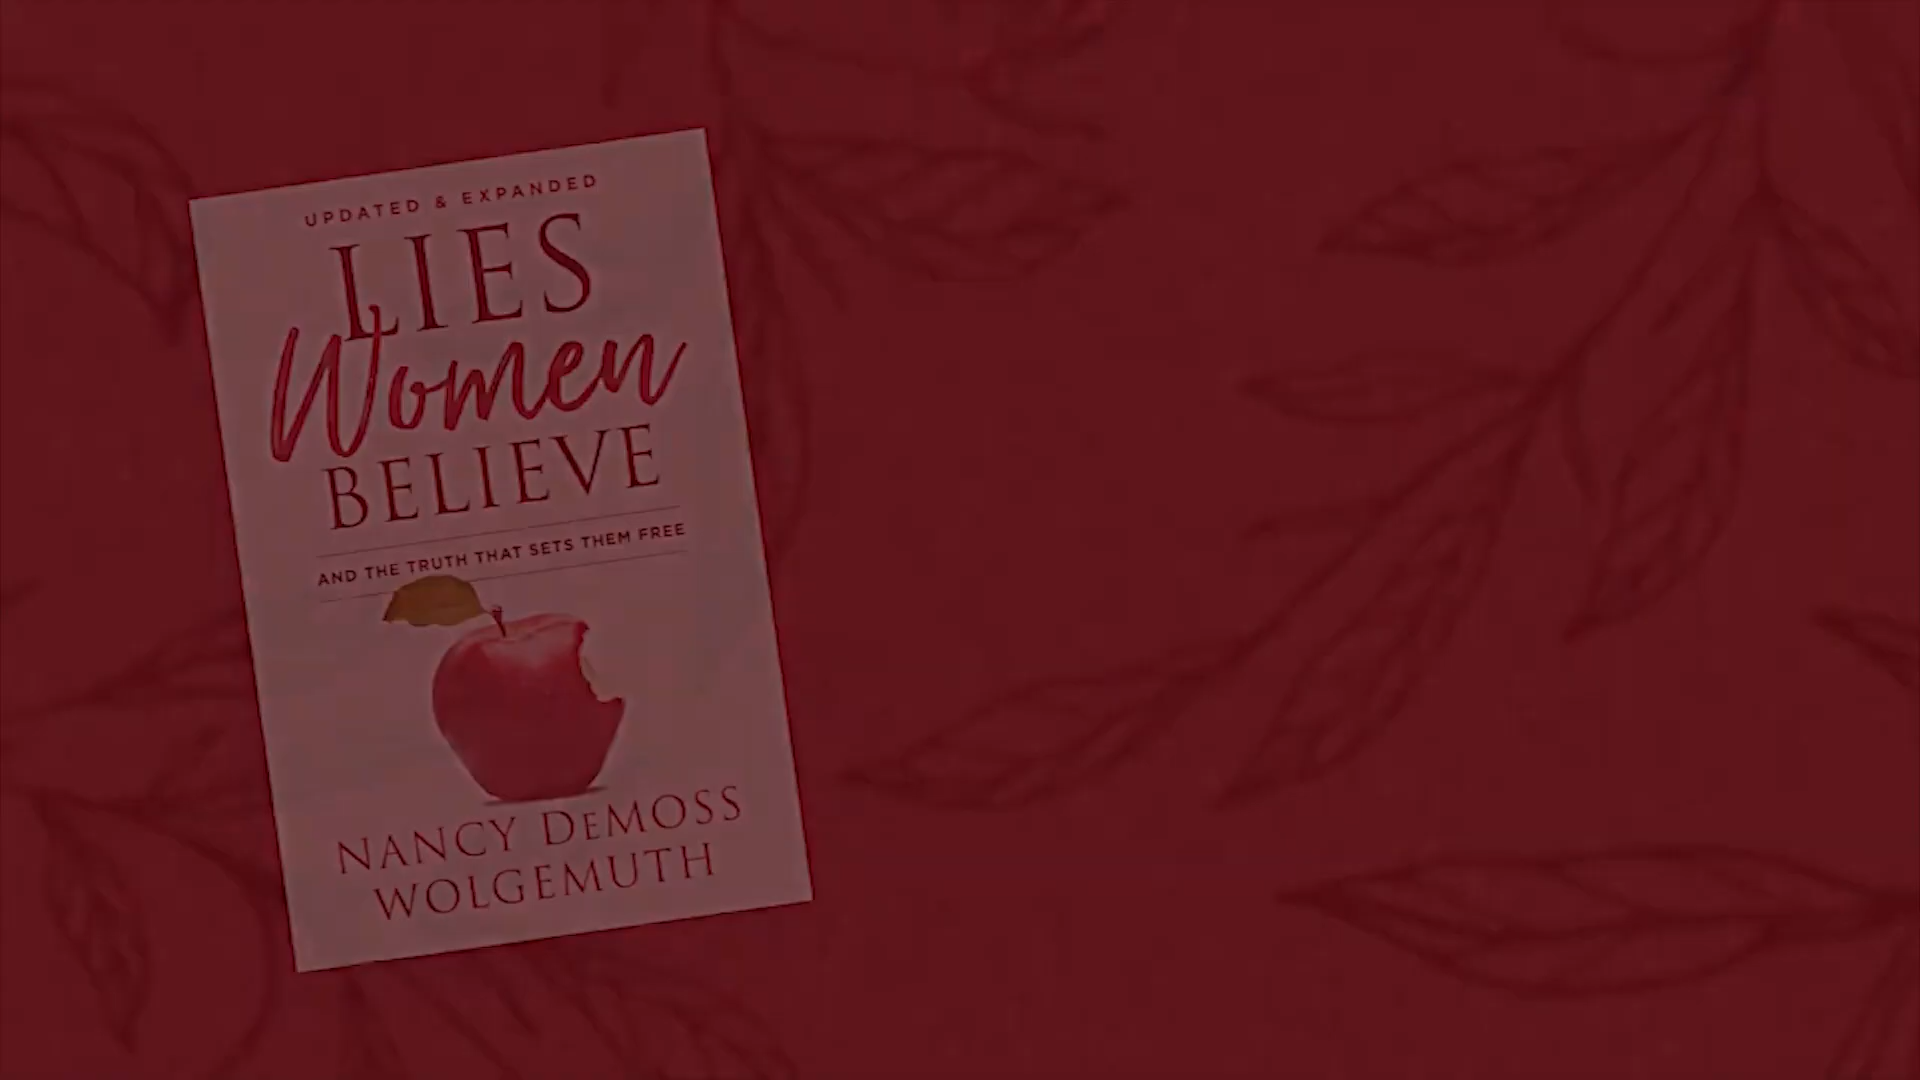 UPDATED & EXPANDED
LIES
Women
BELIEVE
AND THE TRUTH THAT SETS THEM FREE
NANCY DEMOSS
WOLGEMUTH